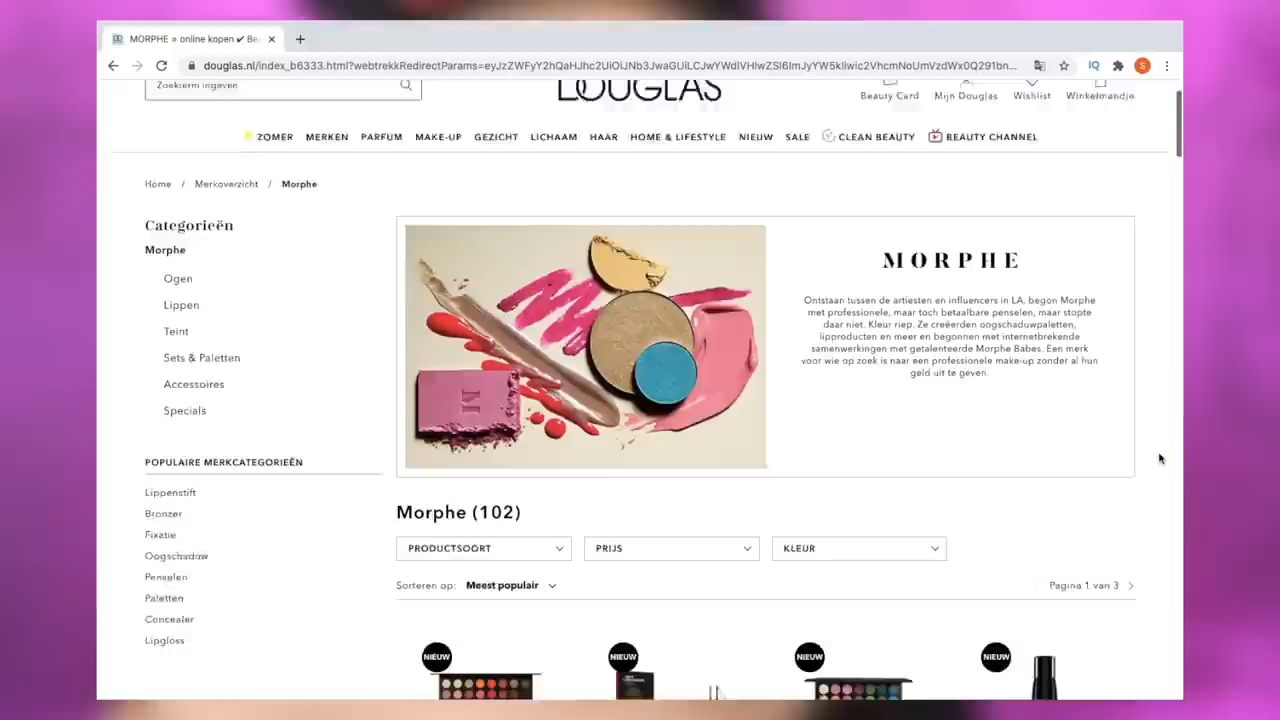 MORPHE » online kopen ✔ Be
douglas.nl/index_b6333.html?webtrekkRedirectParams=eyJzZWFyY2hQaHJhc2UiOiJNb3JwaGUiLCJwYWdlVHlwZSI6ImJyYW5kIiwic2VhcmNoUmVzdWx0Q291bn...
IQ
S
Zoekterm ingeven
DOUGLAS
Beauty Card Mijn Douglas Wishlist Winkelmandje
ZOMER MERKEN PARFUM MAKE-UP GEZICHT LICHAAM HAAR HOME & LIFESTYLE NIEUW SALE CLEAN BEAUTY BEAUTY CHANNEL
Home / Merkoverzicht / Morphe
Categorieën
Morphe
Ogen
Lippen
Teint
Sets & Paletten
Accessoires
Specials
POPULAIRE MERKCATEGORIEËN
Lippenstift
Bronzer
Fixatie
Oogschaduw
Penselen
Paletten
Concealer
Lipgloss
M
MORPHE
Ontstaan tussen de artiesten en influencers in LA, begon Morphe
met professionele, maar toch betaalbare penselen, maar stopte
daar niet. Kleur riep. Ze creëerden oogschaduwpaletten,
lipproducten en meer en begonnen met internetbrekende
samenwerkingen met getalenteerde Morphe Babes. Een merk
voor wie op zoek is naar een professionele make-up zonder al hun
geld uit te geven.
Morphe (102)
PRODUCTSOORT PRIJS KLEUR
Sorteren op: Meest populair Pagina 1 van 3
NIEUW NIEUW NIEUW NIEUW